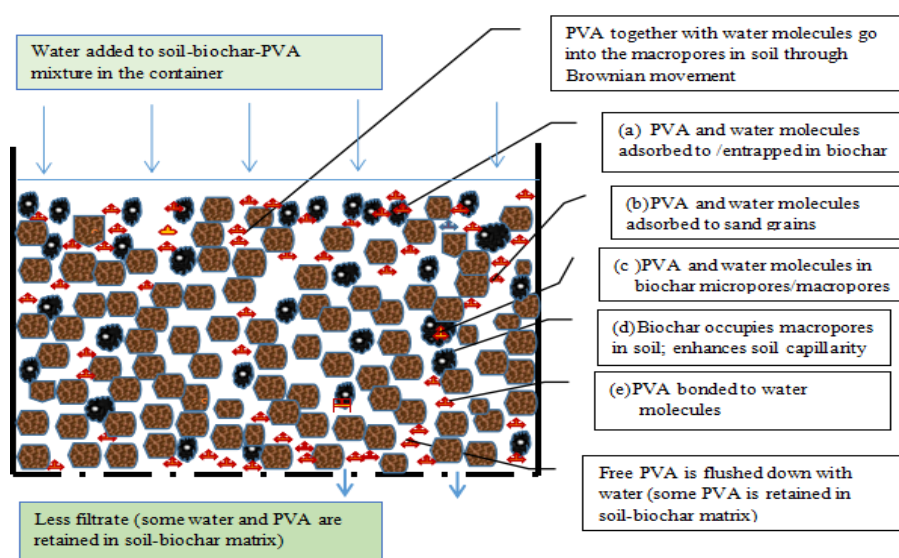 Water added to soil-biochar-PVA
mixture in the container
PVA together with water molecules go
into the macropores in soil through
Brownian movement
(a) PVA and water molecules
adsorbed to /entrapped in biochar
(b)PVA and water molecules
adsorbed to sand grains
(c )PVA and water molecules in
biochar micropores/macropores
(d)Biochar occupies macropores
in soil; enhances soil capillarity
(e)PVA bonded to water
molecules
Free PVA is flushed down with
water (some PVA is retained in
soil-biochar matrix)
Less filtrate (some water and PVA are
retained in soil-biochar matrix)